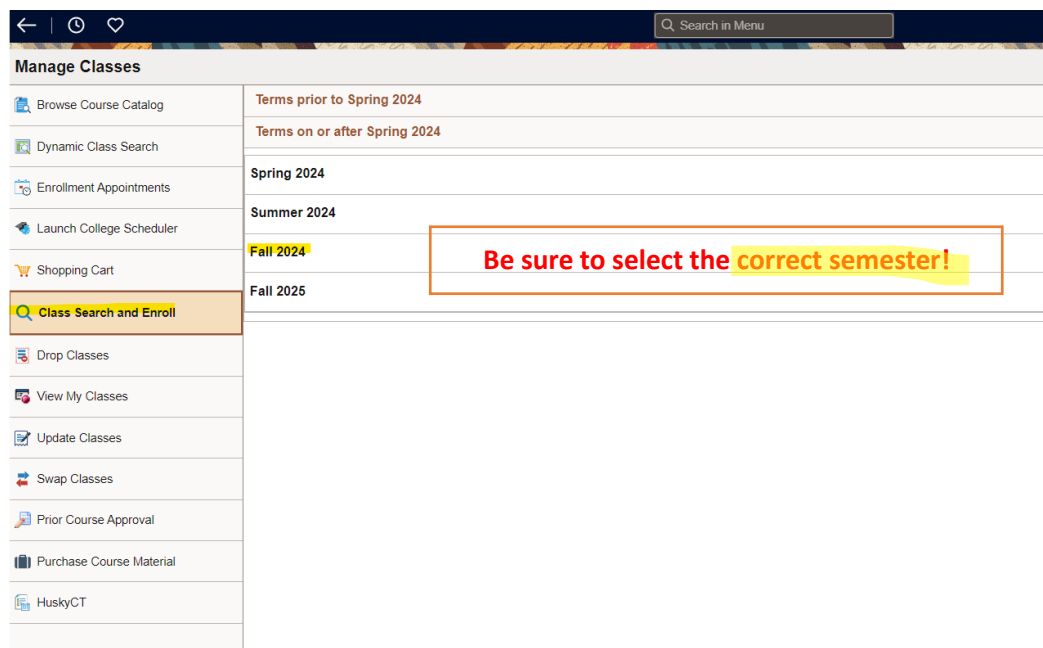 Search in Menu
Manage Classes
Browse Course Catalog
Dynamic Class Search
Enrollment Appointments
Launch College Scheduler
Shopping Cart
Class Search and Enroll
Drop Classes
View My Classes
Update Classes
Swap Classes
Prior Course Approval
Purchase Course Material
HuskyCT
Terms prior to Spring 2024
Terms on or after Spring 2024
Spring 2024
Summer 2024
Fall 2024
Fall 2025
Be sure to select the correct semester!